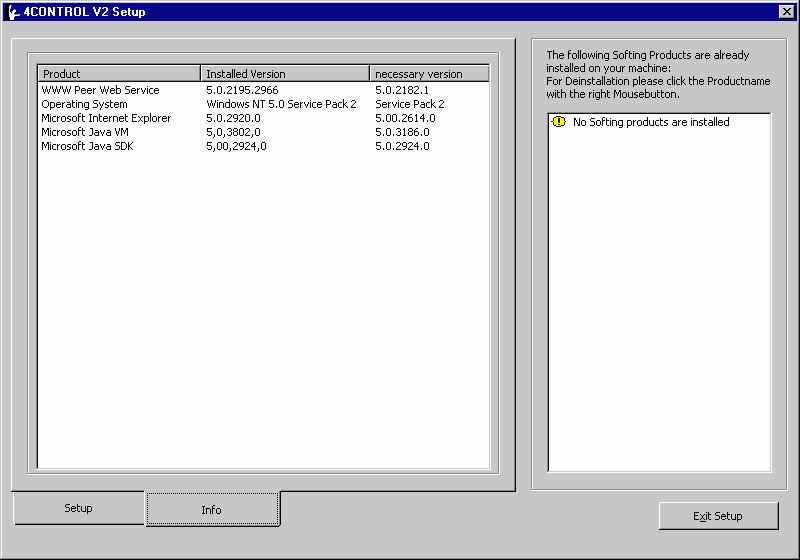 4CONTROL V2 Setup
Product Installed Version necessary version
WWW Peer Web Service 5.0.2195.2966 5.0.2182.1
Operating System Windows NT 5.0 Service Pack 2 Service Pack 2
Microsoft Internet Explorer 5.0.2920.0 5.00.2614.0
Microsoft Java VM 5,0,3802,0 5.0.3186.0
Microsoft Java SDK 5,00,2924,0 5.0.2924.0
Setup
Info
The following Softing Products are already
installed on your machine:
For Deinstallation please click the Productname
with the right Mousebutton.
No Softing products are installed
Exit Setup